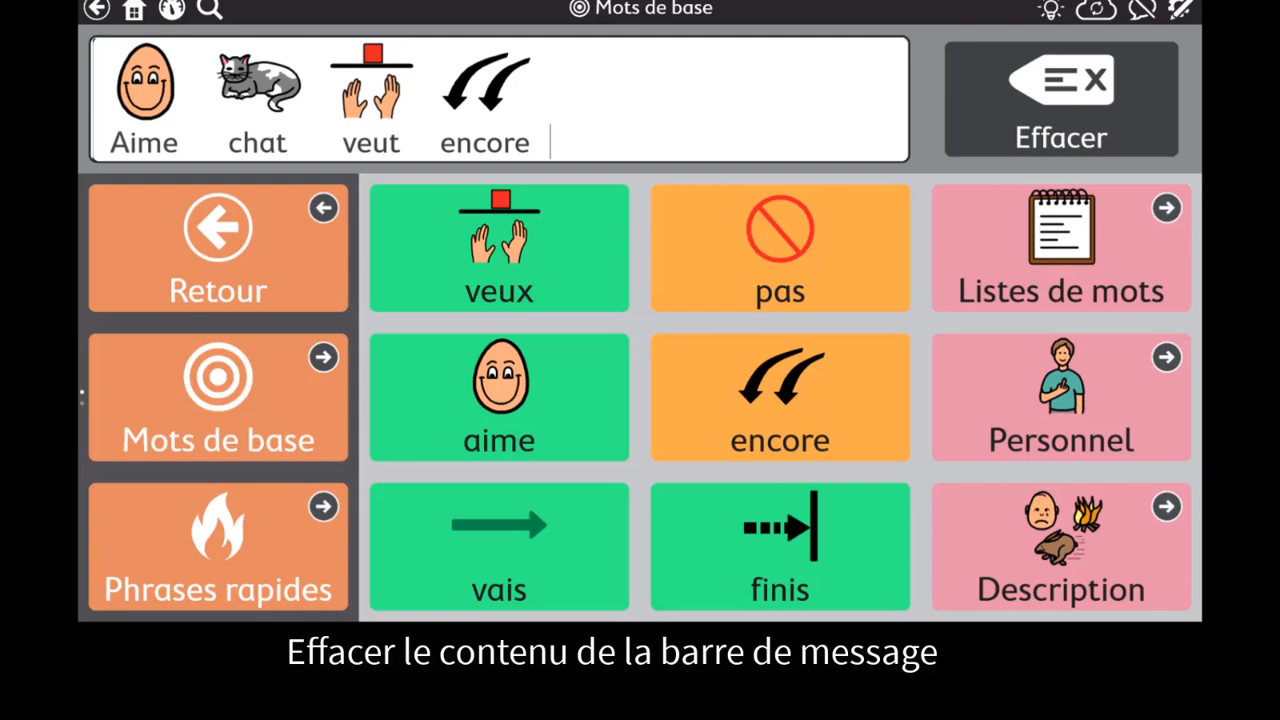 Mots de base
Aime chat veut encore
Effacer
Retour veux pas Listes de mots
Mots de base aime encore Personnel
Phrases rapides vais finis Description
Effacer le contenu de la barre de message